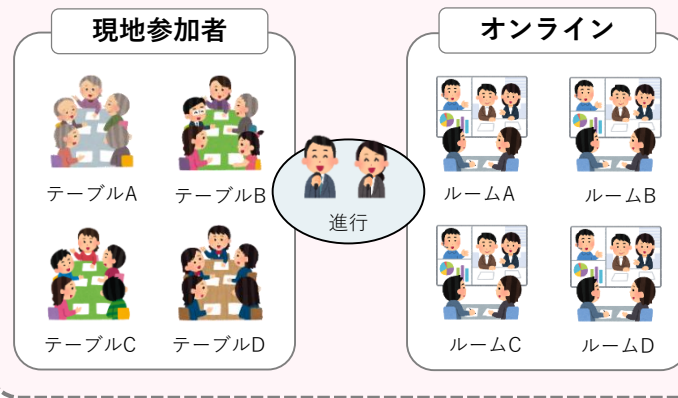 現地参加者
オンライン
テーブルA
テーブルB
進行
ルームA
ルームB
テーブルC
テーブルD
ルームC
ルームD